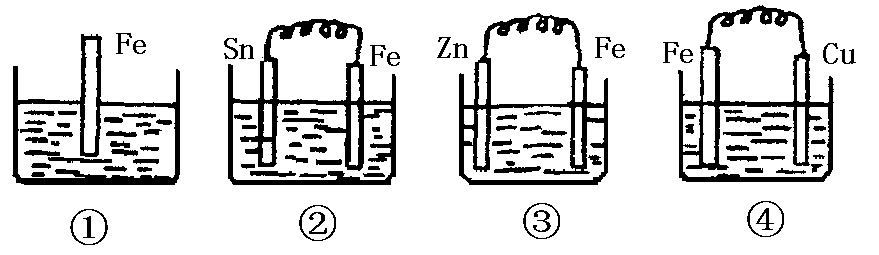 Fe
Sn Fe
Zn Fe
Fe Cu
① ② ③ ④